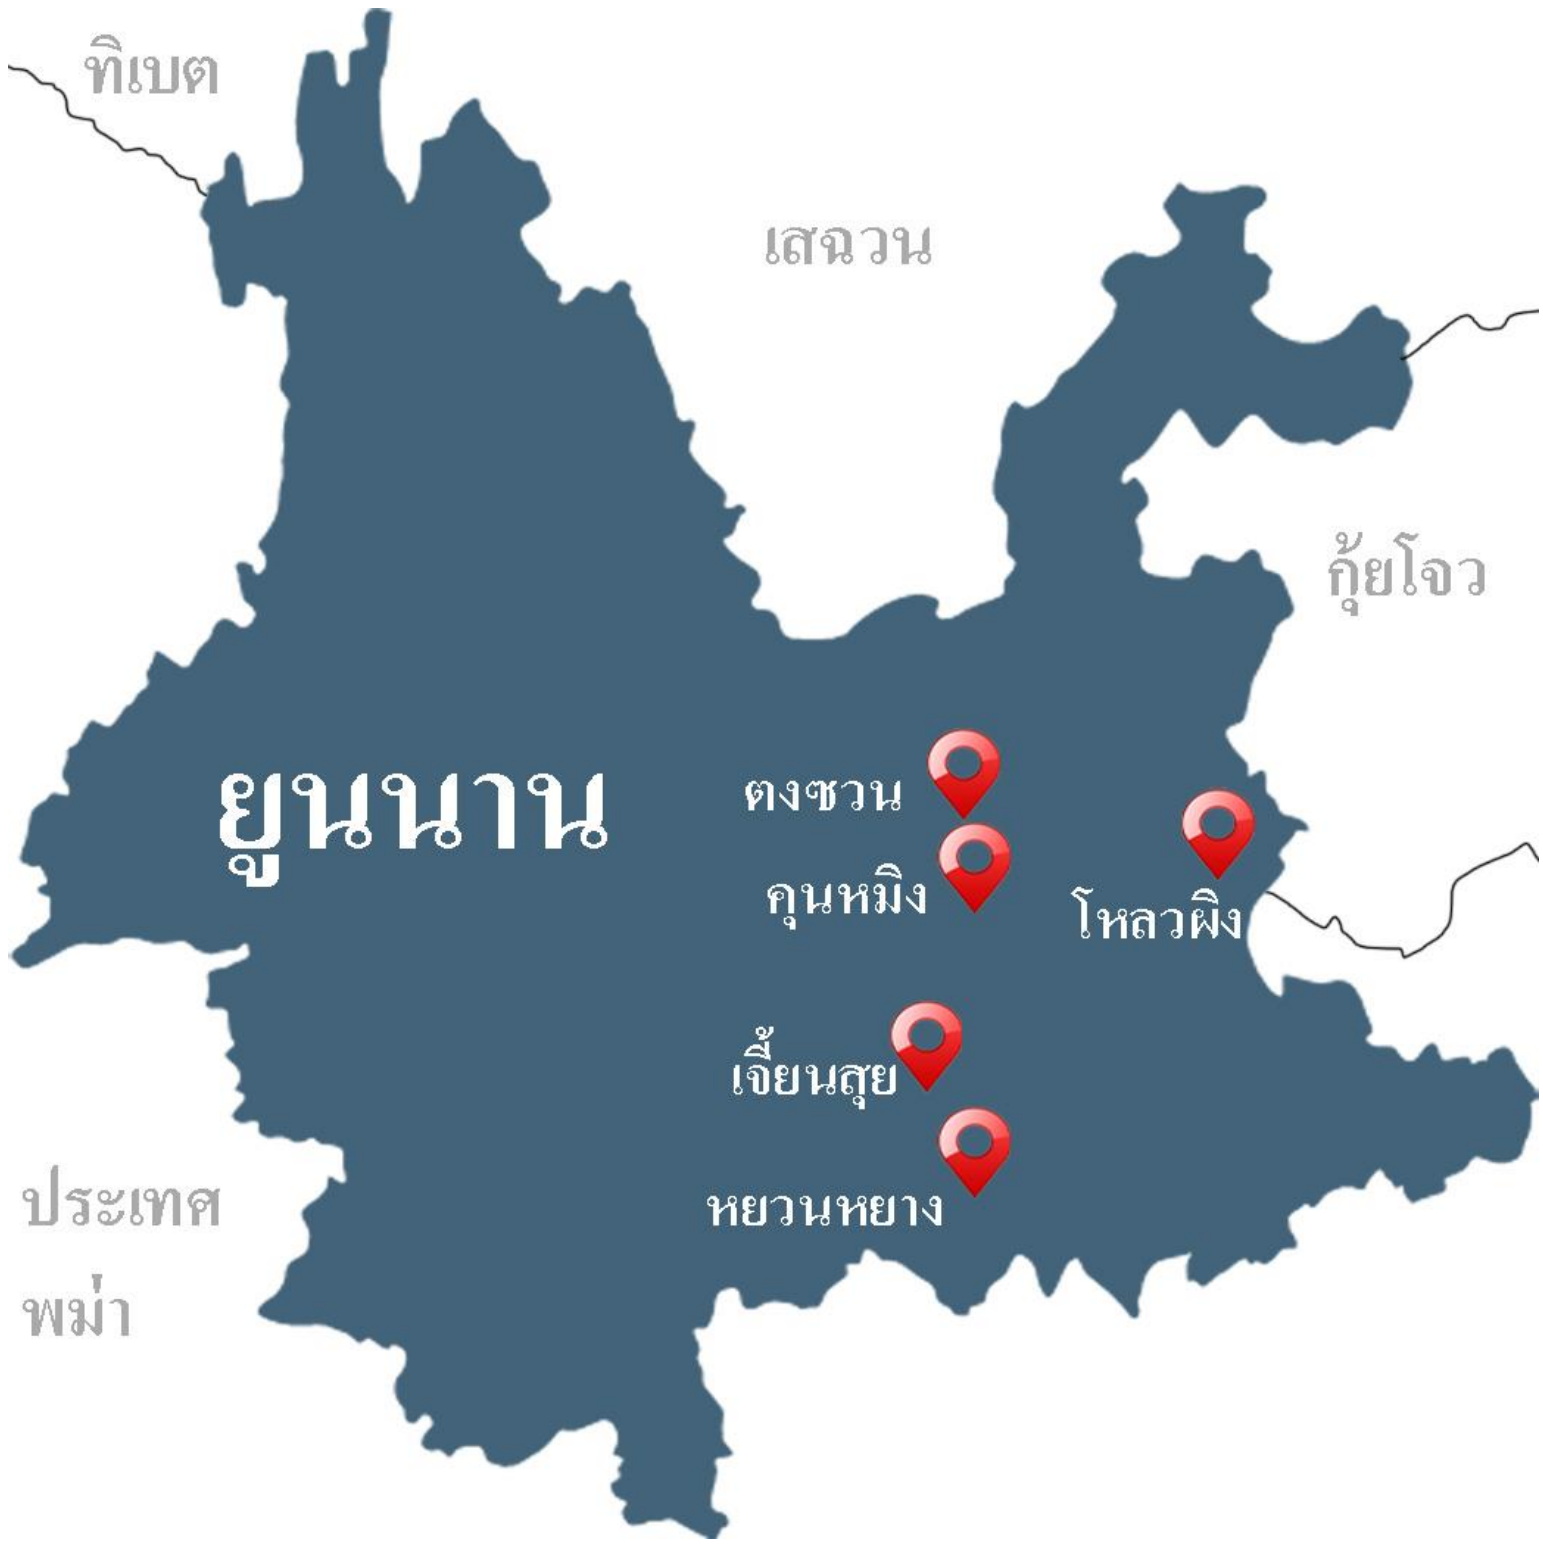 ทิเบต
เสฉวน
กุ้ยโจว
ยูนนาน
ตงชวน
คุนหมิง
โหลวผิง
เจี้ยนสุย
หยวนหยาง
ประเทศ
พม่า